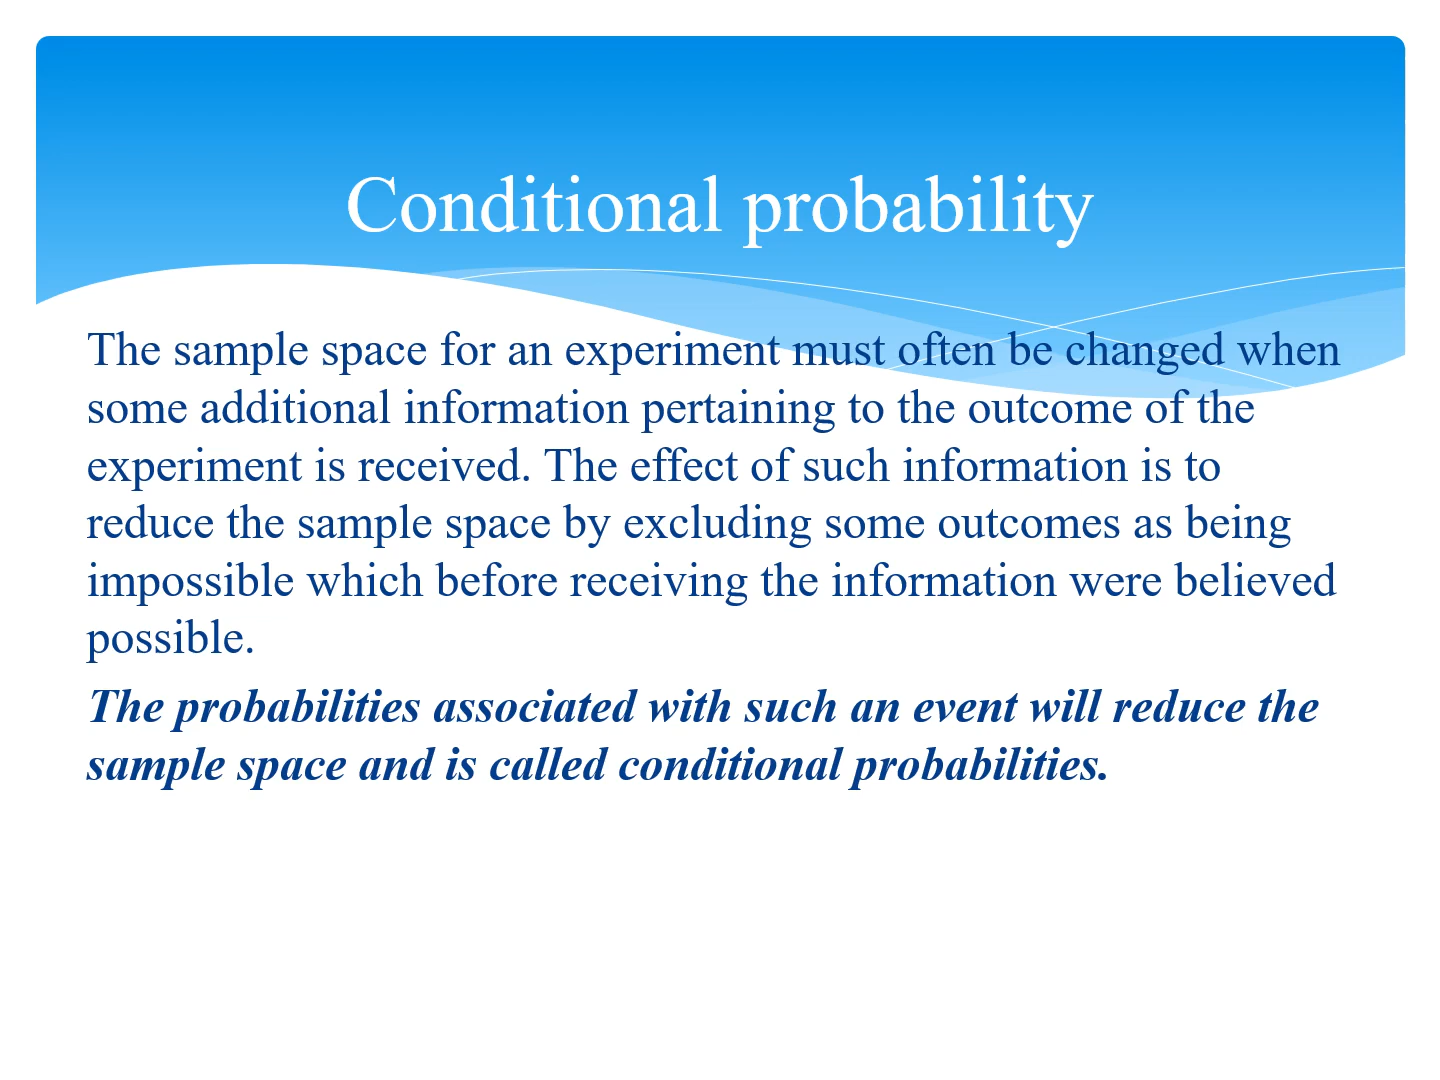 Conditional probability
The sample space for an experiment must often be changed when
some additional information pertaining to the outcome of the
experiment is received. The effect of such information is to
reduce the sample space by excluding some outcomes as being
impossible which before receiving the information were believed
possible.
The probabilities associated with such an event will reduce the
sample space and is called conditional probabilities.